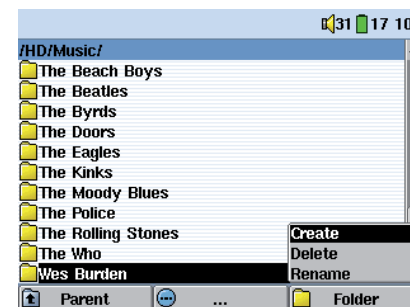 31 17 10
/HD/Music/
The Beach Boys
The Beatles
The Byrds
The Doors
The Eagles
The Kinks
The Moody Blues
The Police
The Rolling Stones
The Who
Wes Burden
Create
Delete
Rename
Parent ... Folder